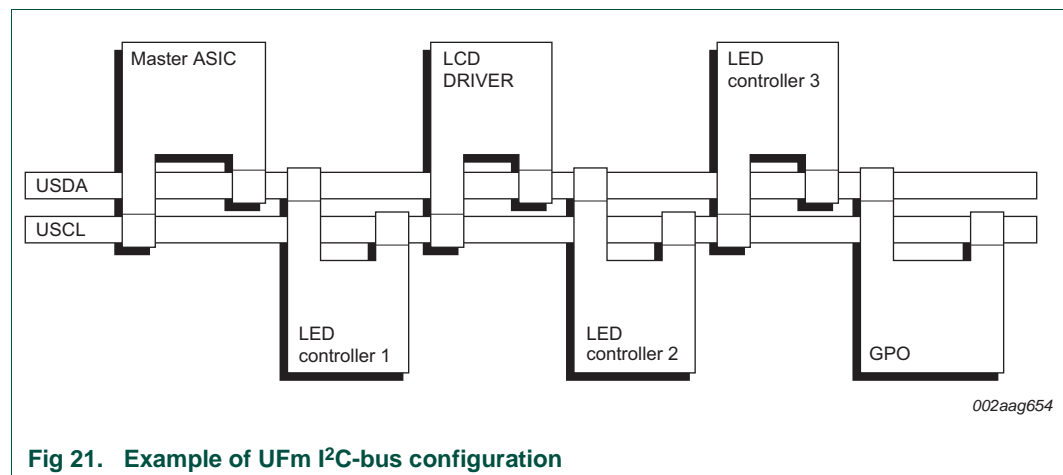 Master ASIC
LCD
DRIVER
LED
controller 3
USDA
USCL
LED
controller 1
LED
controller 2
GPO
002aag654
Fig 21. Example of UFm I²C-bus configuration